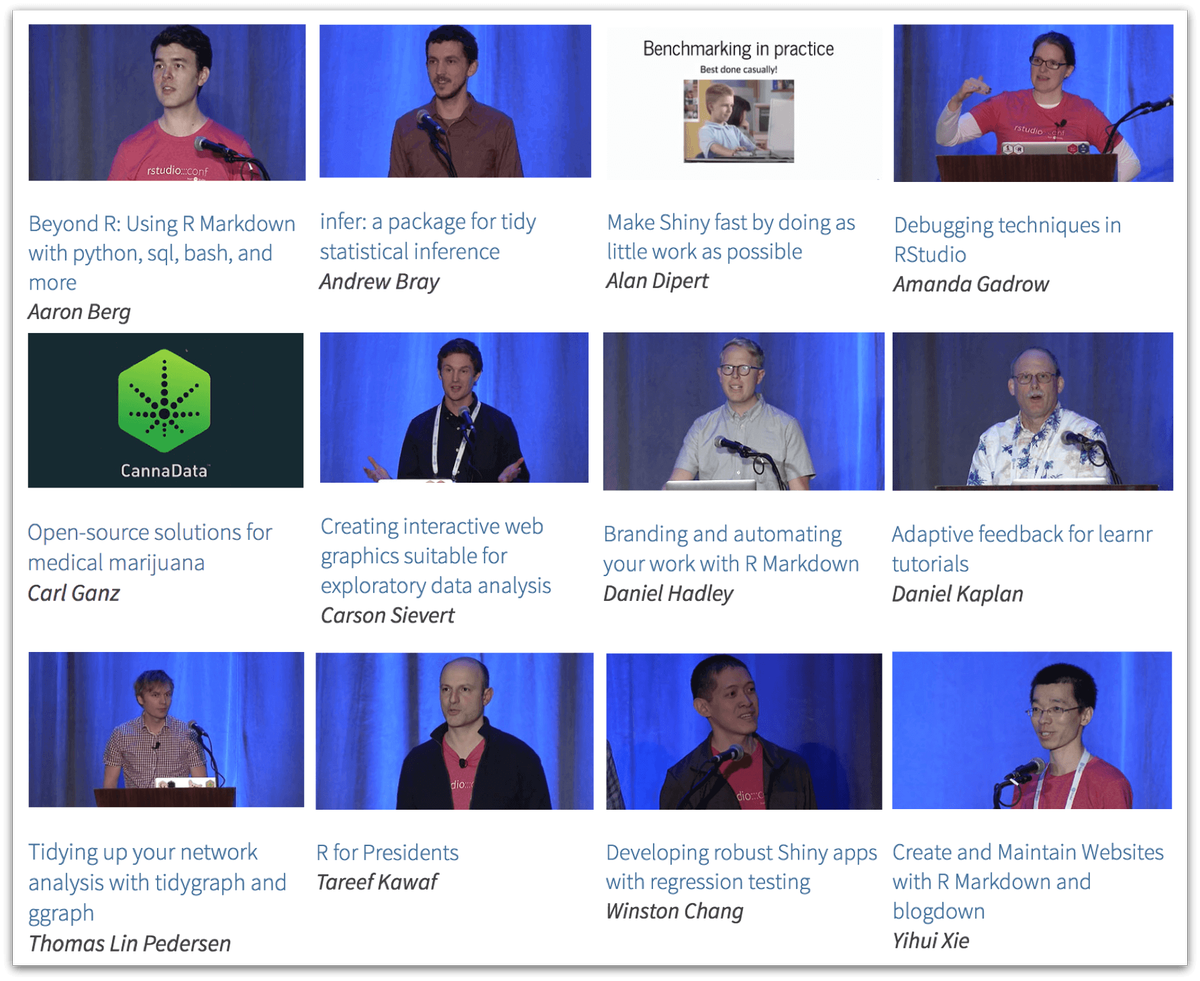 Benchmarking in practice
Best done casually!
rstudio::conf
rstudio::conf
Beyond R: Using R Markdown
with python, sql, bash, and
more
Aaron Berg
infer: a package for tidy
statistical inference
Andrew Bray
Make Shiny fast by doing as
little work as possible
Alan Dipert
Debugging techniques in
RStudio
Amanda Gadrow
CannaData
Open-source solutions for
medical marijuana
Carl Ganz
Creating interactive web
graphics suitable for
exploratory data analysis
Carson Sievert
Branding and automating
your work with R Markdown
Daniel Hadley
Adaptive feedback for learnr
tutorials
Daniel Kaplan
Tidying up your network
analysis with tidygraph and
ggraph
Thomas Lin Pedersen
R for Presidents
Tareef Kawaf
Developing robust Shiny apps
with regression testing
Winston Chang
Create and Maintain Websites
with R Markdown and
blogdown
Yihui Xie